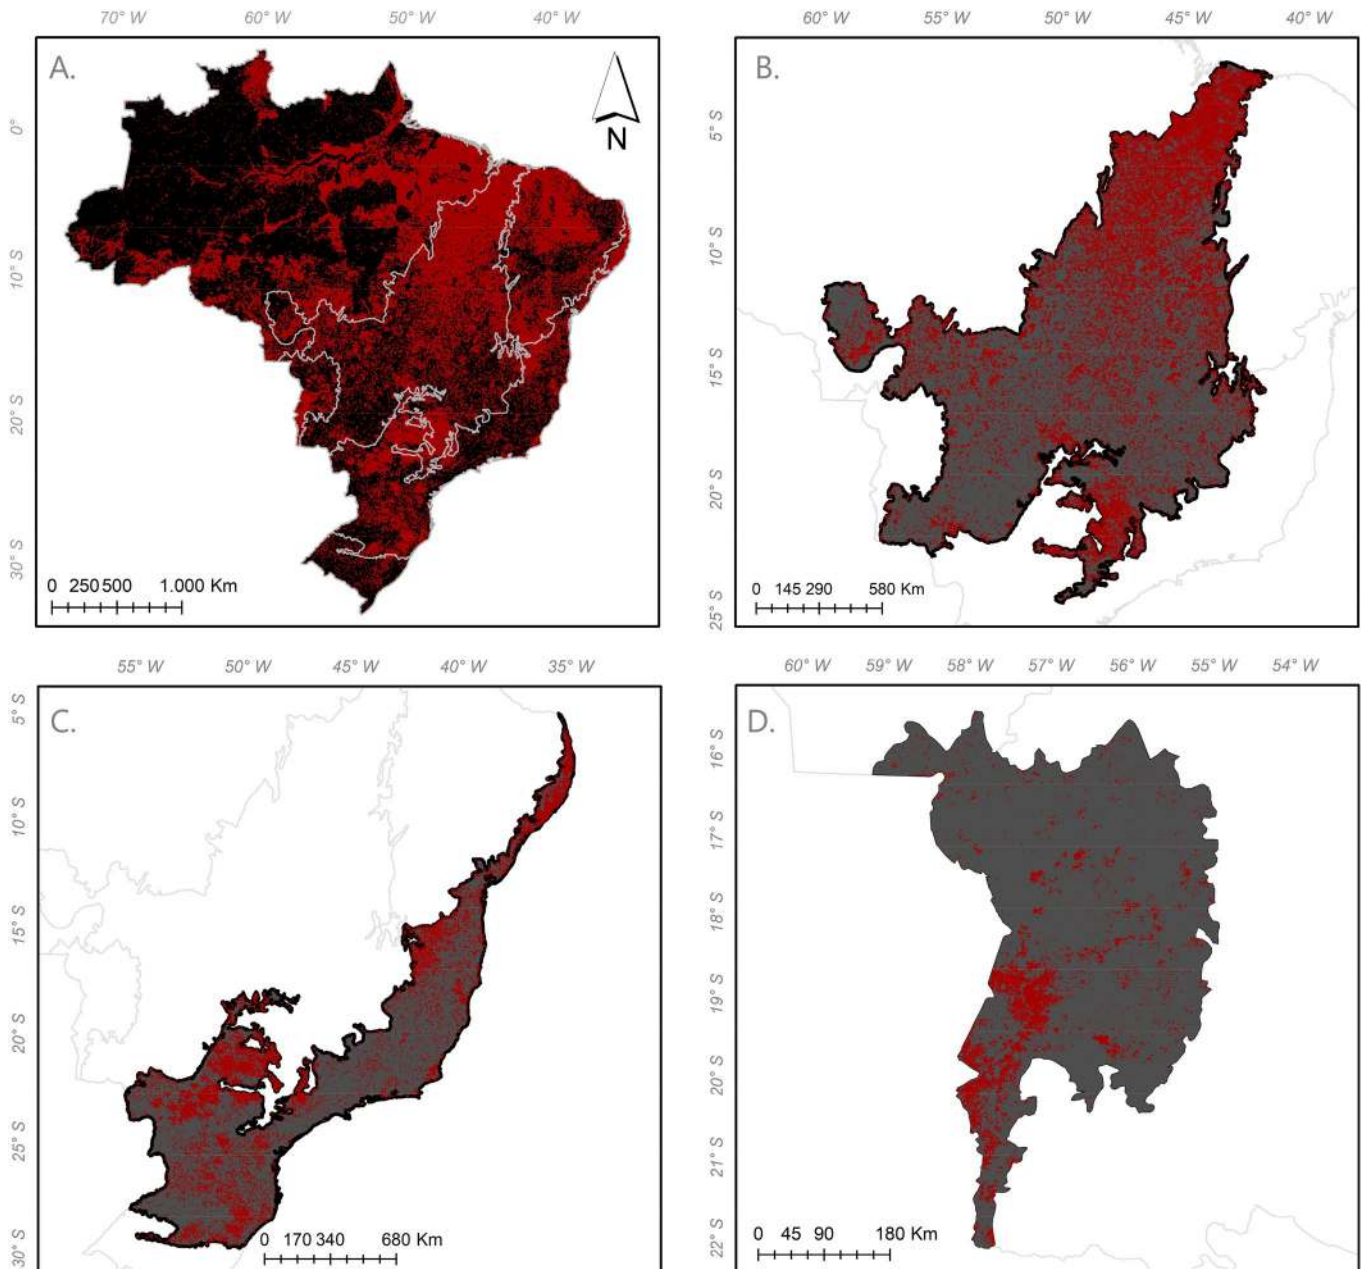 70° W 60° W 50° W 40° W
A.
N
0°
10° S
20° S
30° S
0 250 500 1.000 Km
60° W 55° W 50° W 45° W 40° W
B.
5° S
10° S
15° S
20° S
25° S
0 145 290 580 Km
55° W 50° W 45° W 40° W 35° W
C.
5° S
10° S
15° S
20° S
25° S
30° S
0 170 340 680 Km
60° W 59° W 58° W 57° W 56° W 55° W 54° W
D.
16° S
17° S
18° S
19° S
20° S
21° S
22° S
0 45 90 180 Km